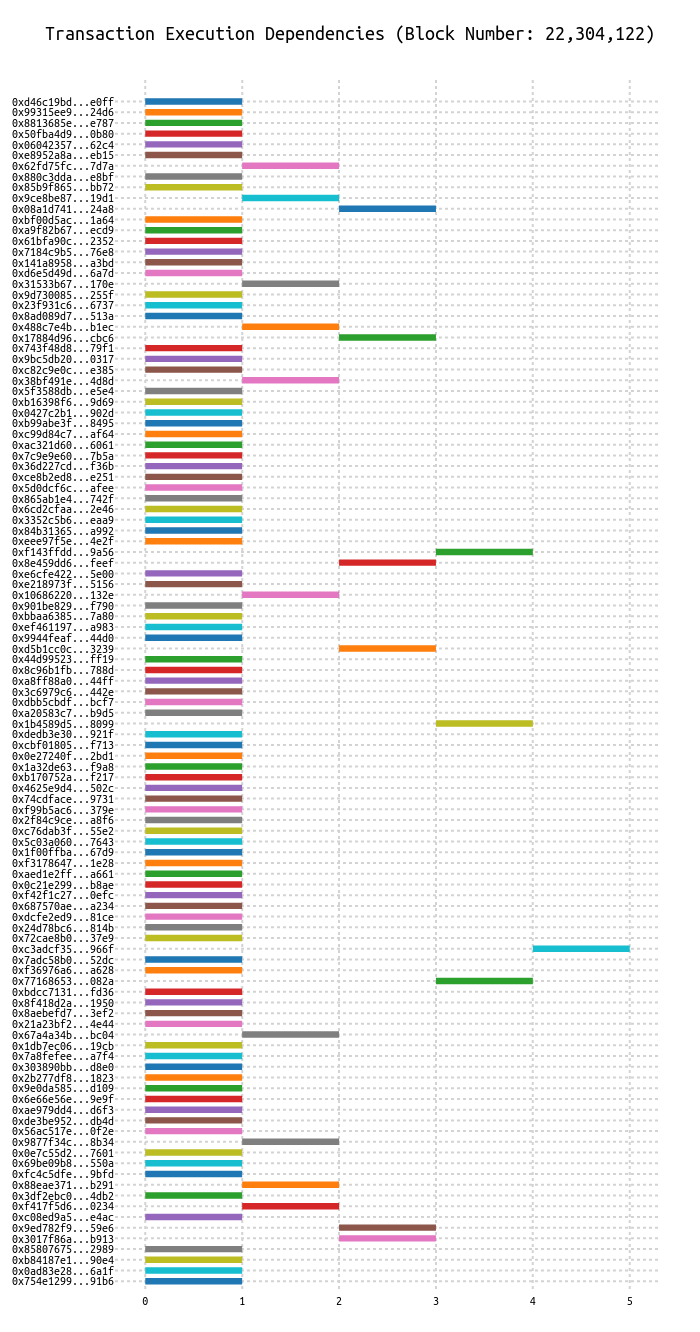 Transaction Execution Dependencies (Block Number: 22,304,122)
0xd46c19bd...e0ff
0x99315ee9...24d6
0x8813685e...e787
0x50fba4d9...0b80
0x06042357...62c4
0xe8952a8a...eb15
0x62fd75fc...7d7a
0x880c3dda...e8bf
0x85b9f865...bb72
0x9ce8be87...19d1
0x08a1d741...24a8
0xbf00d5ac...1a64
0xa9f82b67...ecd9
0x61bfa90c...2352
0x7184c9b5...76e8
0x141a8958...a3bd
0xd6e5d49d...6a7d
0x31533b67...170e
0x9d730085...255f
0x23f931c6...6737
0x8ad089d7...513a
0x488c7e4b...b1ec
0x17884d96...cbc6
0x743f48d8...79f1
0x9bc5db20...0317
0xc82c9e0c...e385
0x38bf491e...4d8d
0x5f3588db...e5e4
0xb16398f6...9d69
0x0427c2b1...902d
0xb99abe3f...8495
0xc99d84c7...af64
0xac321d60...6061
0x7c9e9e60...7b5a
0x36d227cd...f36b
0xce8b2ed8...e251
0x5d0dcf6c...afee
0x865ab1e4...742f
0x6cd2cfaa...2e46
0x3352c5b6...eaa9
0x84b31365...a992
0xeee97f5e...4e2f
0xf143ffdd...9a56
0x8e459dd6...feef
0xe6cfe422...5e00
0xe218973f...5156
0x10686220...132e
0x901be829...f790
0xbbaa6385...7a80
0xef461197...a983
0x9944feaf...44d0
0xd5b1cc0c...3239
0x44d99523...ff19
0x8c96b1fb...788d
0xa8ff88a0...44ff
0x3c6979c6...442e
0xdbb5cbdf...bcf7
0xa20583c7...b9d5
0x1b4589d5...8099
0xdedb3e30...921f
0xcbf01805...f713
0x0e27240f...2bd1
0x1a32de63...f9a8
0xb170752a...f217
0x4625e9d4...502c
0x74cdface...9731
0xf99b5ac6...379e
0x2f84c9ce...a8f6
0xc76dab3f...55e2
0x5c03a060...7643
0x1f00ffba...67d9
0xf3178647...1e28
0xaed1e2ff...a661
0x0c21e299...b8ae
0xf42f1c27...0efc
0x687570ae...a234
0xdcfe2ed9...81ce
0x24d78bc6...814b
0x72cae8b0...37e9
0xc3adcf35...966f
0x7adc58b0...52dc
0xf36976a6...a628
0x77168653...082a
0xbdcc7131...fd36
0x8f418d2a...1950
0x8aebefd7...3ef2
0x21a23bf2...4e44
0x67a4a34b...bc04
0x1db7ec06...19cb
0x7a8fefee...a7f4
0x303890bb...d8e0
0x2b277df8...1823
0x9e0da585...d109
0x6e66e56e...9e9f
0xae979dd4...d6f3
0xde3be952...db4d
0x56ac517e...0f2e
0x9877f34c...8b34
0x0e7c55d2...7601
0x69be09b8...550a
0xfc4c5dfe...9bfd
0x88eae371...b291
0x3df2ebc0...4db2
0xf417f5d6...0234
0xc08ed9a5...e4ac
0x9ed782f9...59e6
0x3017f86a...b913
0x85807675...2989
0xb84187e1...90e4
0x0ad83e28...6a1f
0x754e1299...91b6
0 1 2 3 4 5